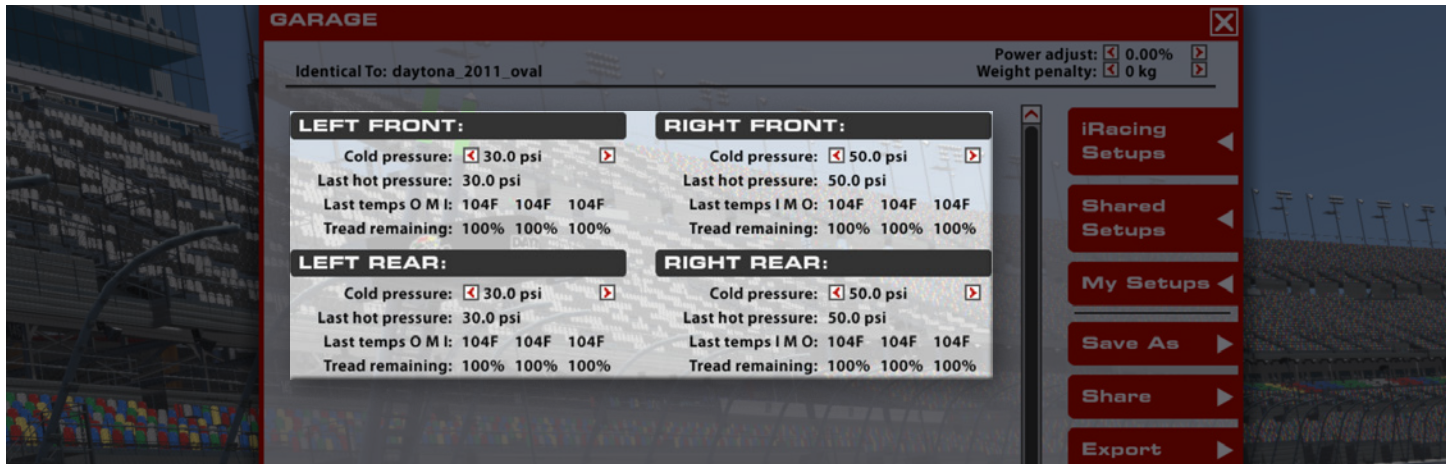 GARAGE
Identical To: daytona_2011_oval
Power adjust: 0.00%
Weight penalty: 0 kg
LEFT FRONT:
Cold pressure: 30.0 psi
Last hot pressure: 30.0 psi
Last temps O M I: 104F 104F 104F
Tread remaining: 100% 100% 100%
RIGHT FRONT:
Cold pressure: 50.0 psi
Last hot pressure: 50.0 psi
Last temps I M O: 104F 104F 104F
Tread remaining: 100% 100% 100%
LEFT REAR:
Cold pressure: 30.0 psi
Last hot pressure: 30.0 psi
Last temps O M I: 104F 104F 104F
Tread remaining: 100% 100% 100%
RIGHT REAR:
Cold pressure: 50.0 psi
Last hot pressure: 50.0 psi
Last temps I M O: 104F 104F 104F
Tread remaining: 100% 100% 100%
iRacing
Setups
Shared
Setups
My Setups
Save As
Share
Export